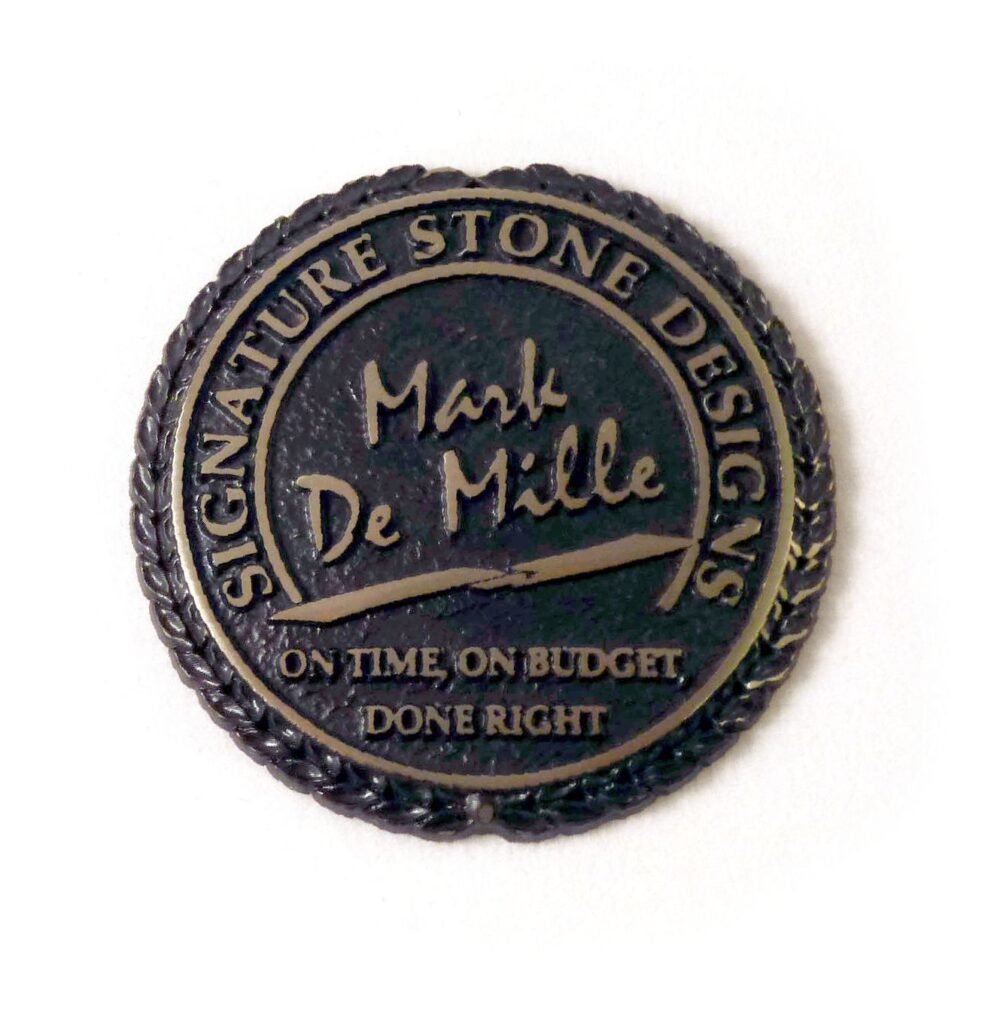 SIGNATURE STONE DESIGNS
Mark
De Mille
ON TIME, ON BUDGET,
DONE RIGHT